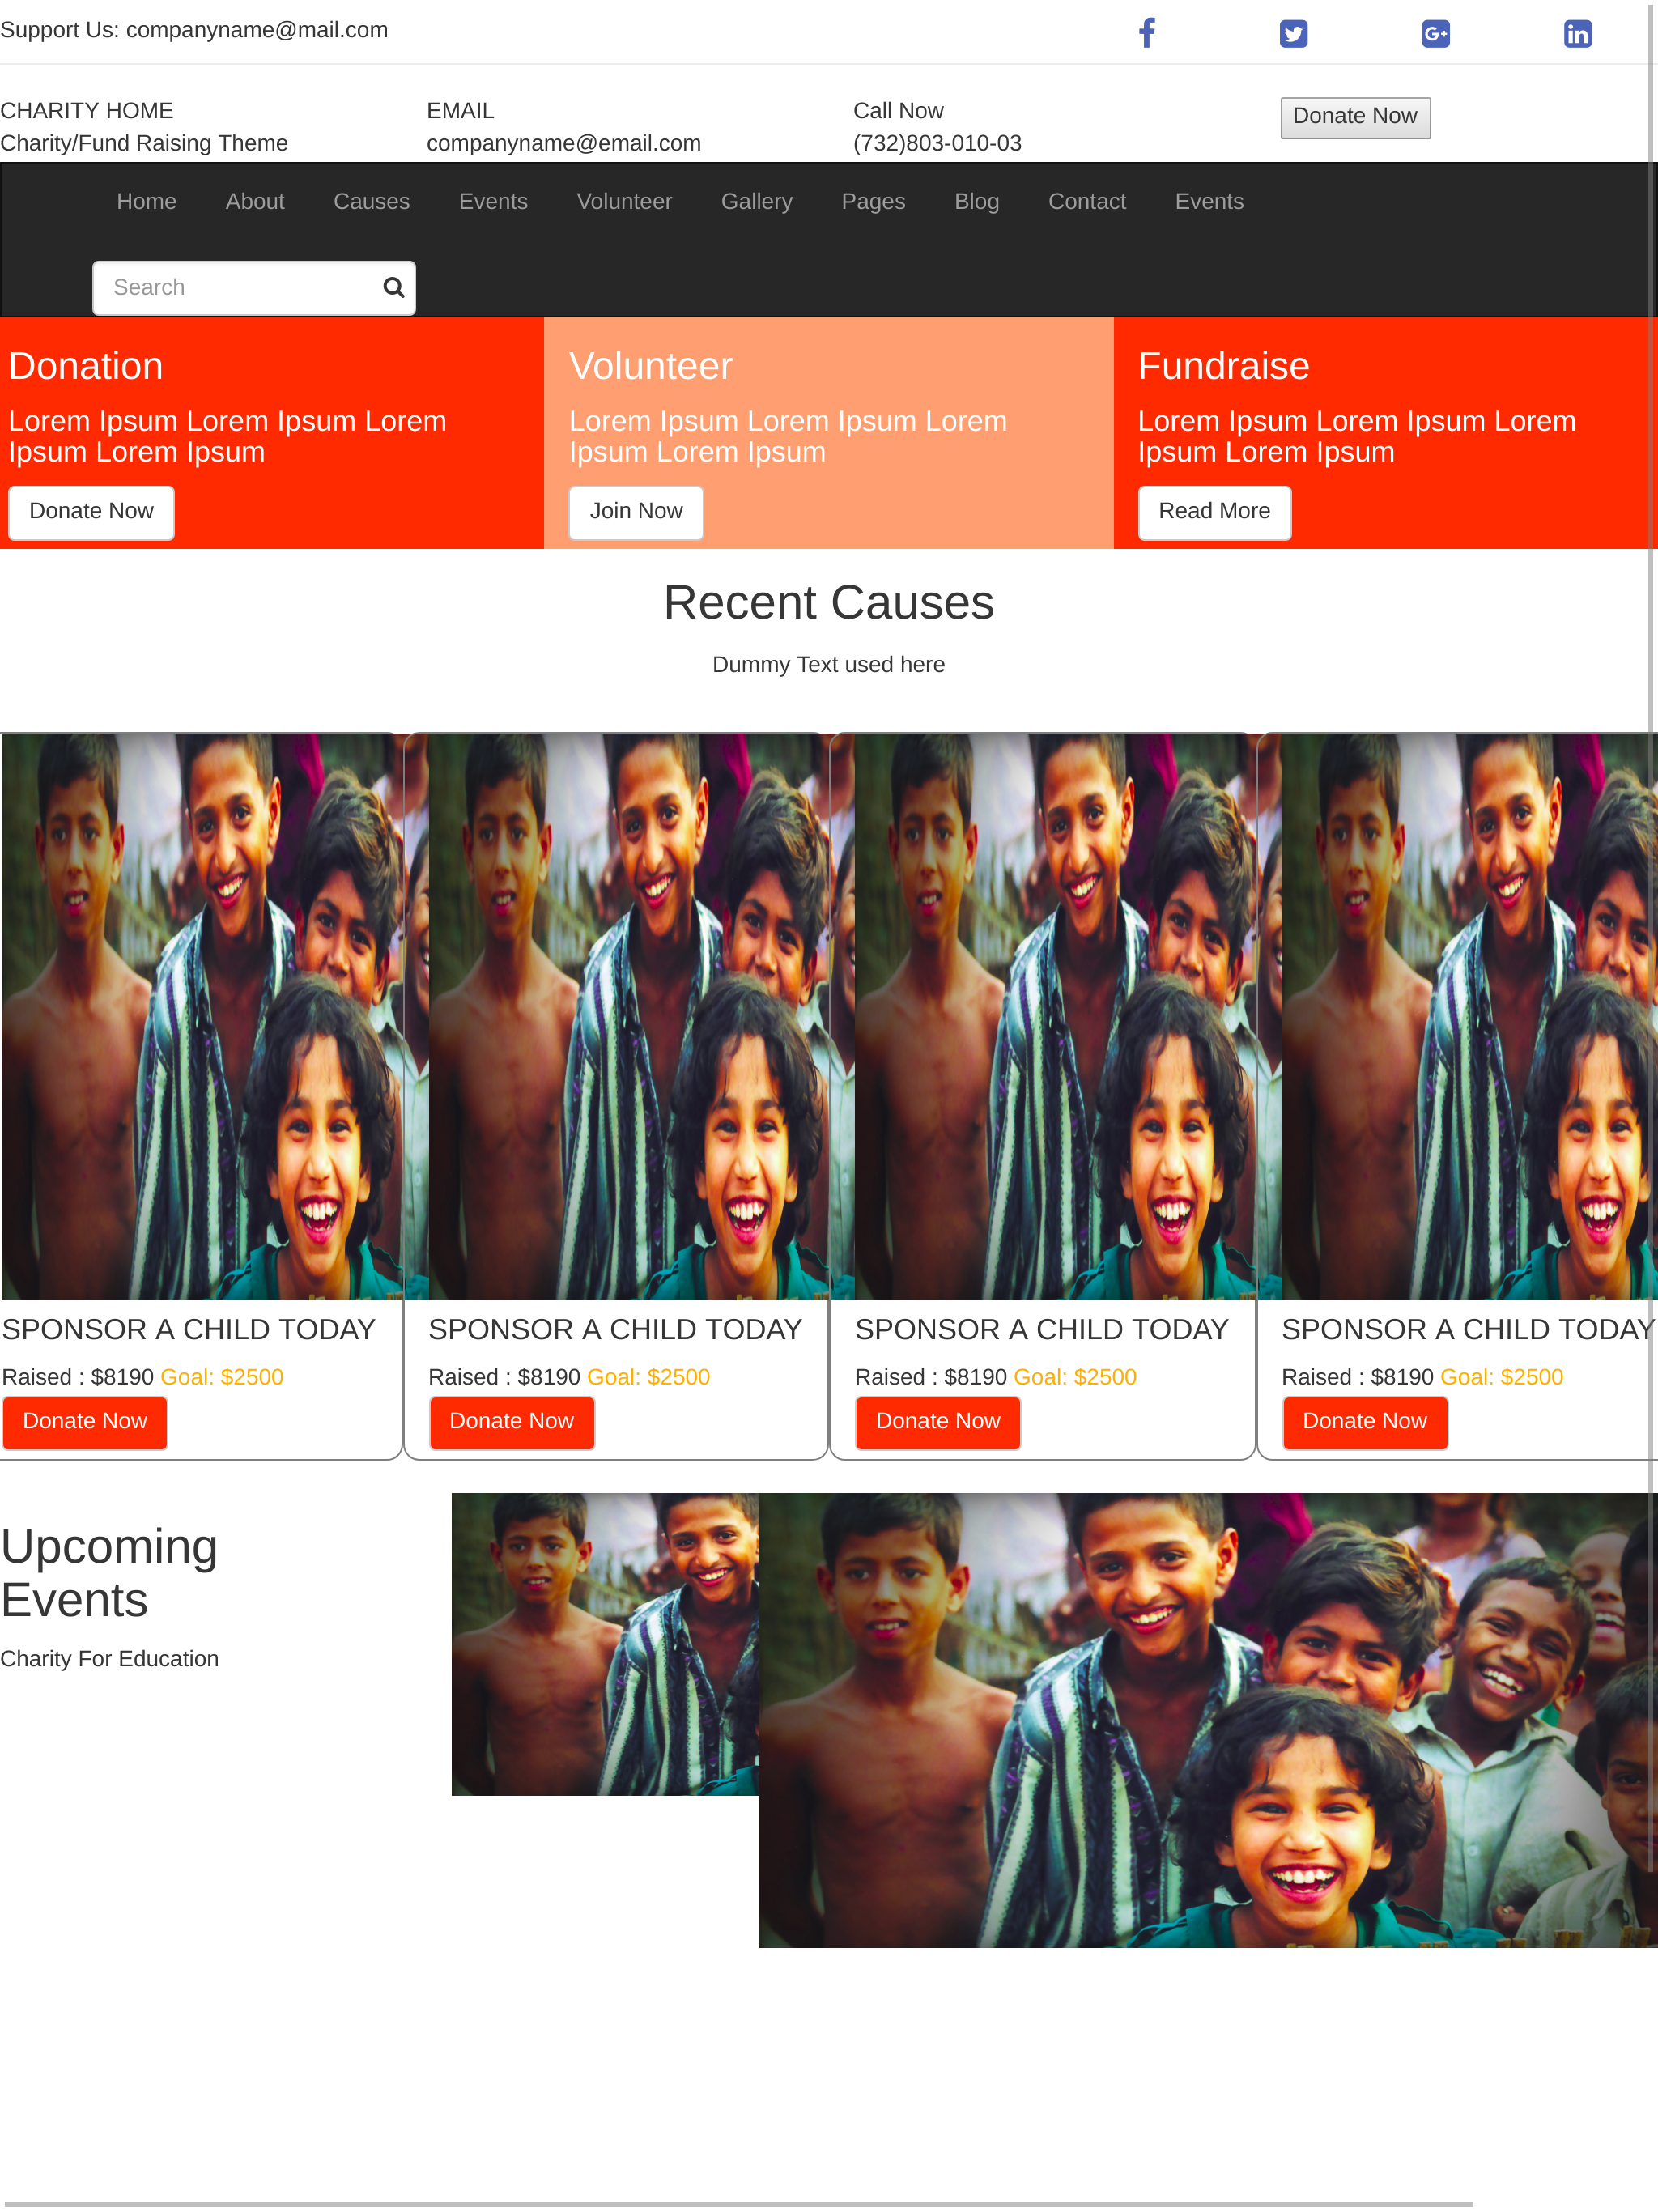 Support Us: companyname@mail.com
CHARITY HOME
Charity/Fund Raising Theme
EMAIL
companyname@email.com
Call Now
(732)803-010-03
Donate Now
Home About Causes Events Volunteer Gallery Pages Blog Contact Events
Search
Donation
Lorem Ipsum Lorem Ipsum Lorem
Ipsum Lorem Ipsum
Donate Now
Volunteer
Lorem Ipsum Lorem Ipsum Lorem
Ipsum Lorem Ipsum
Join Now
Fundraise
Lorem Ipsum Lorem Ipsum Lorem
Ipsum Lorem Ipsum
Read More
Recent Causes
Dummy Text used here
SPONSOR A CHILD TODAY
Raised : $8190 Goal: $2500
Donate Now
SPONSOR A CHILD TODAY
Raised : $8190 Goal: $2500
Donate Now
SPONSOR A CHILD TODAY
Raised : $8190 Goal: $2500
Donate Now
SPONSOR A CHILD TODAY
Raised : $8190 Goal: $2500
Donate Now
Upcoming
Events
Charity For Education